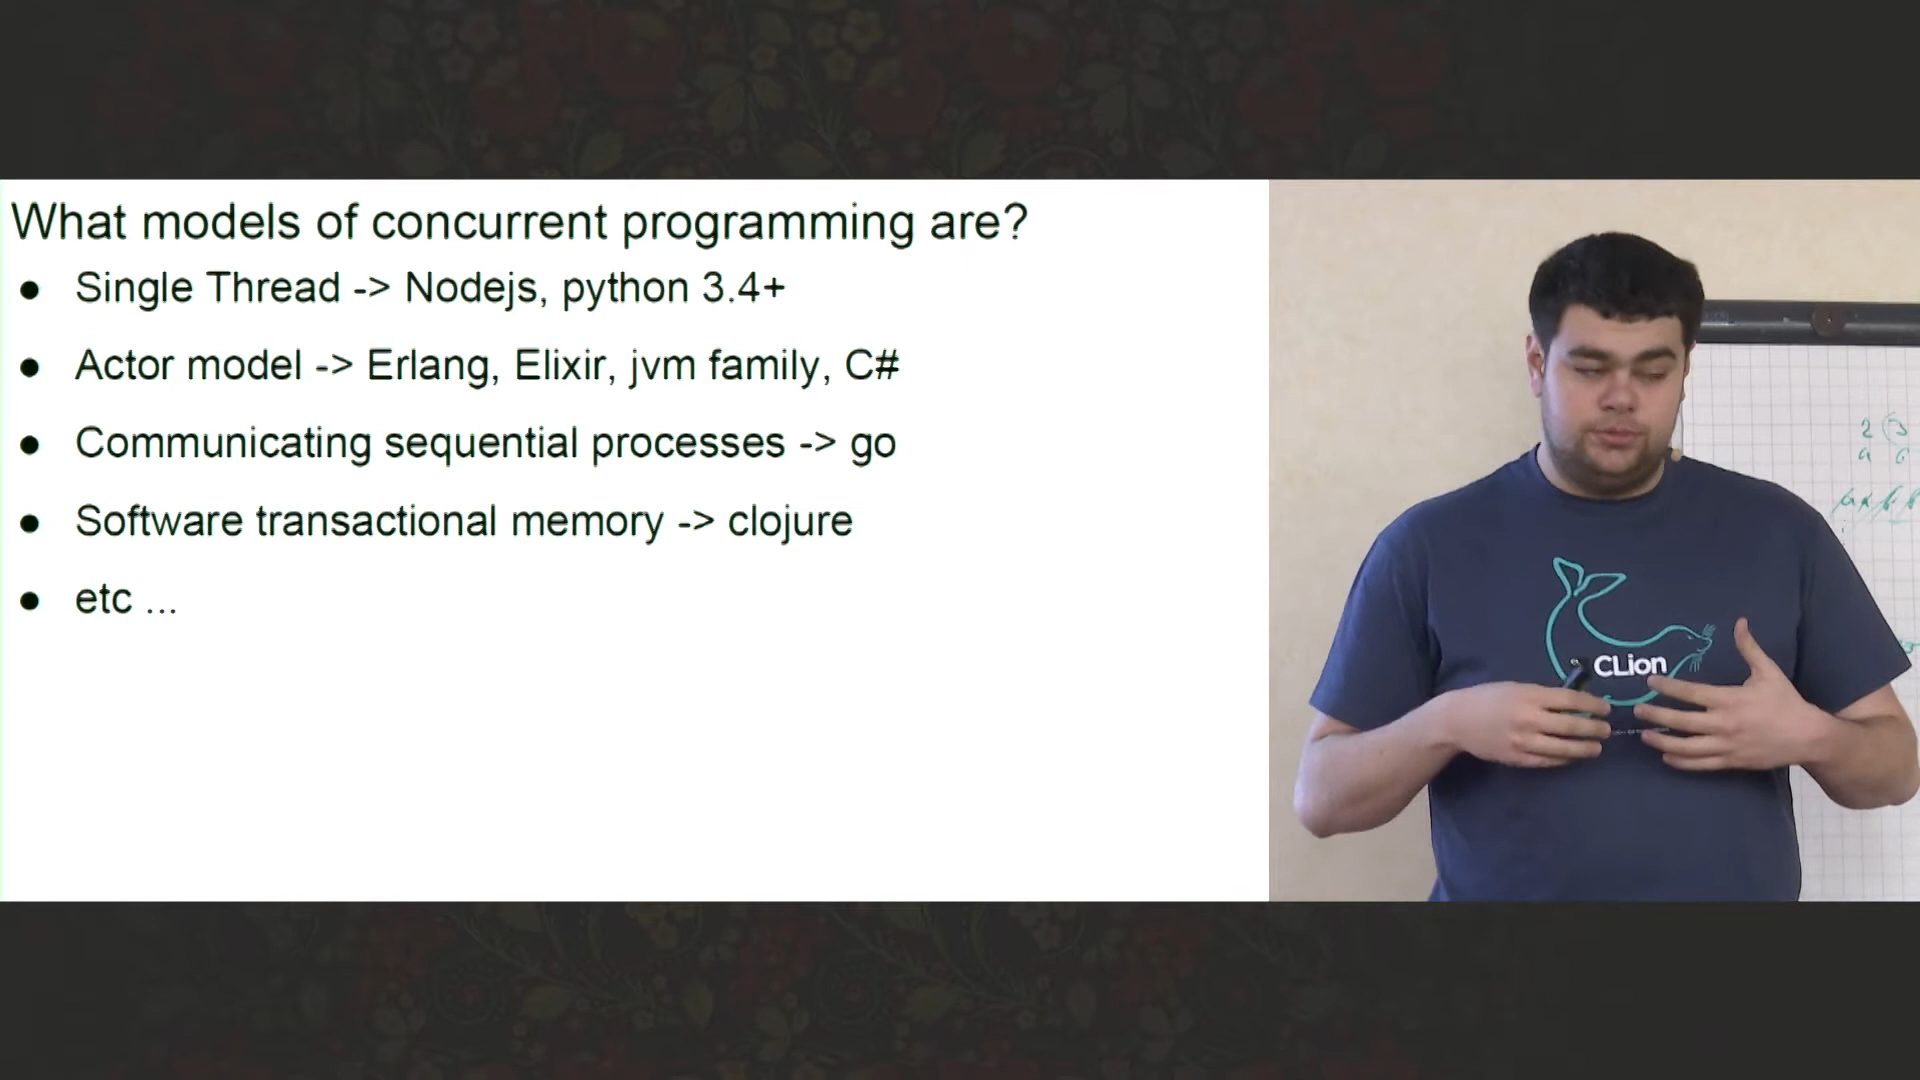 What models of concurrent programming are?
● Single Thread -> Nodejs, python 3.4+
● Actor model -> Erlang, Elixir, jvm family, C#
● Communicating sequential processes -> go
● Software transactional memory -> clojure
● etc ...
CLion